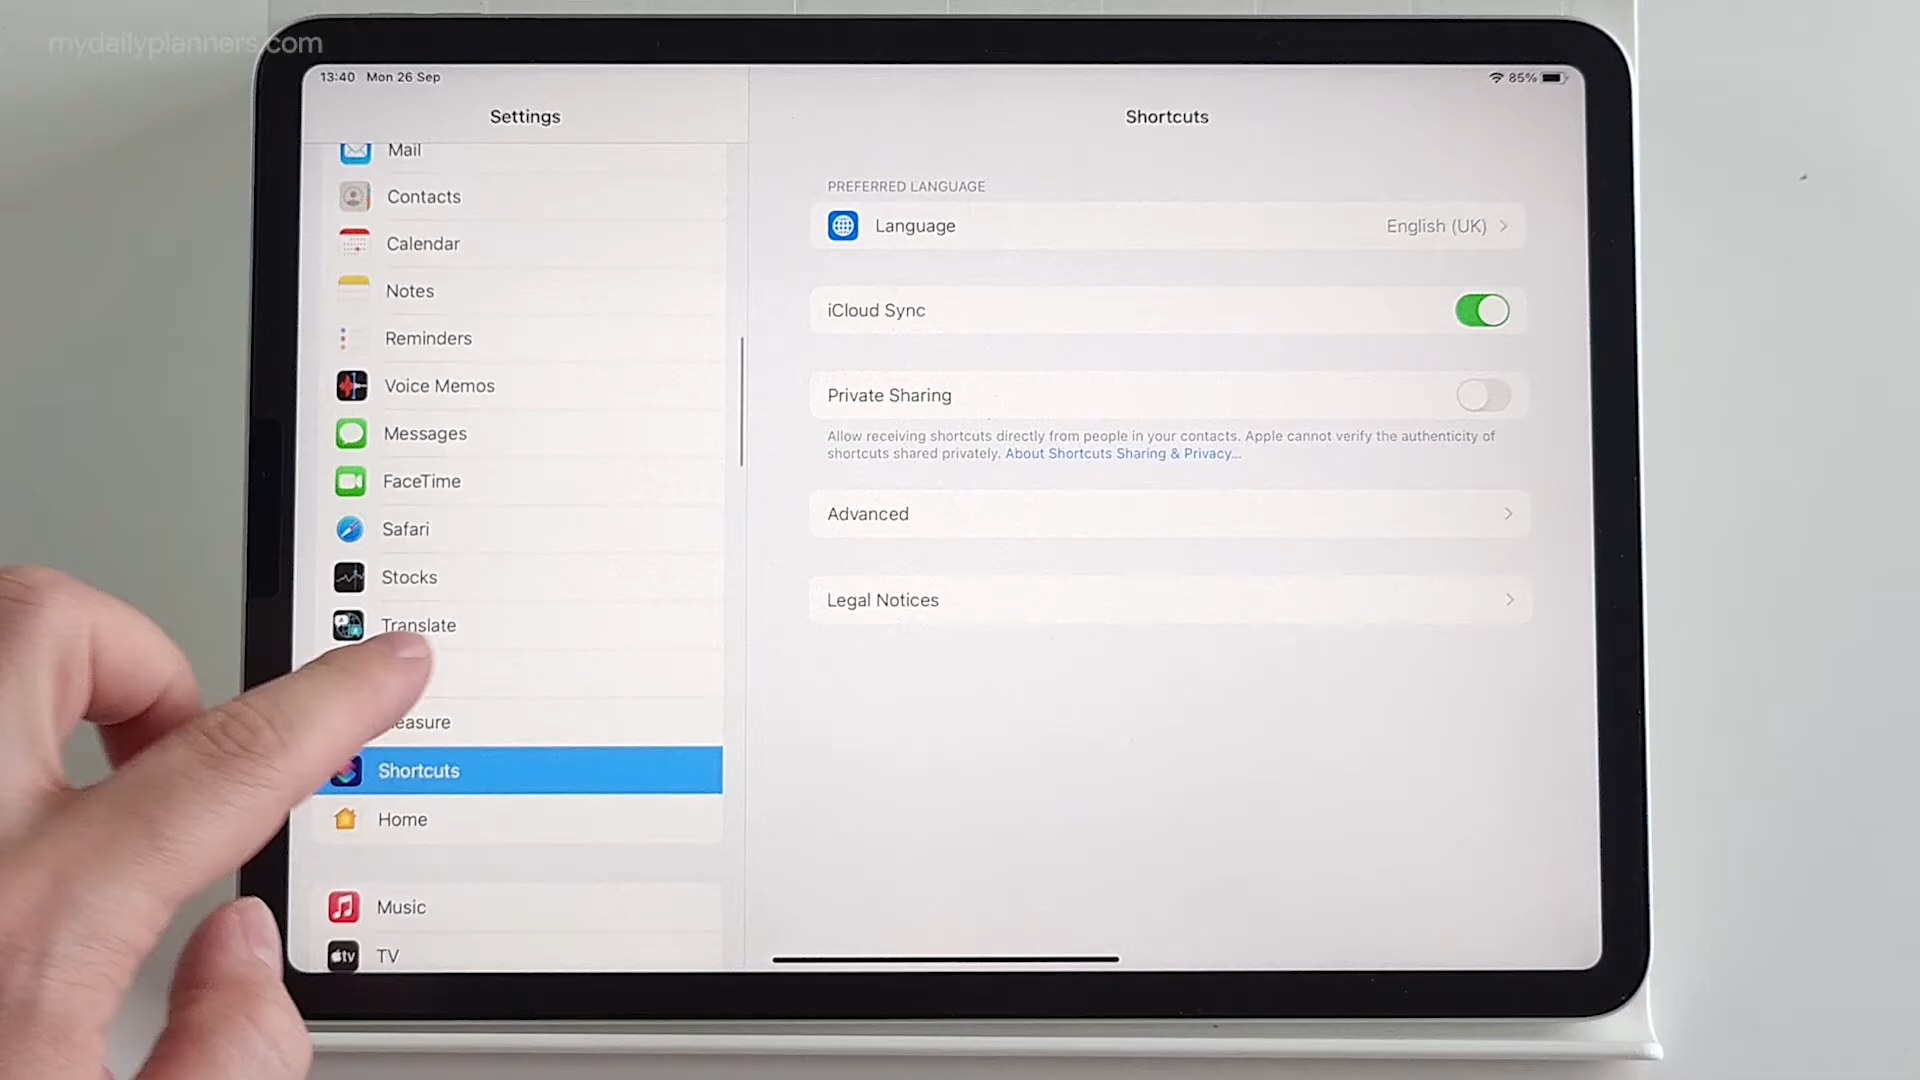 mydailyplanners.com
13:40 Mon 26 Sep
85%
Settings
Shortcuts
Mail
Contacts
Calendar
Notes
Reminders
Voice Memos
Messages
FaceTime
Safari
Stocks
Translate
easure
Shortcuts
Home
Music
tv TV
PREFERRED LANGUAGE
Language English (UK)
iCloud Sync
Private Sharing
Allow receiving shortcuts directly from people in your contacts. Apple cannot verify the authenticity of
shortcuts shared privately. About Shortcuts Sharing & Privacy...
Advanced
Legal Notices